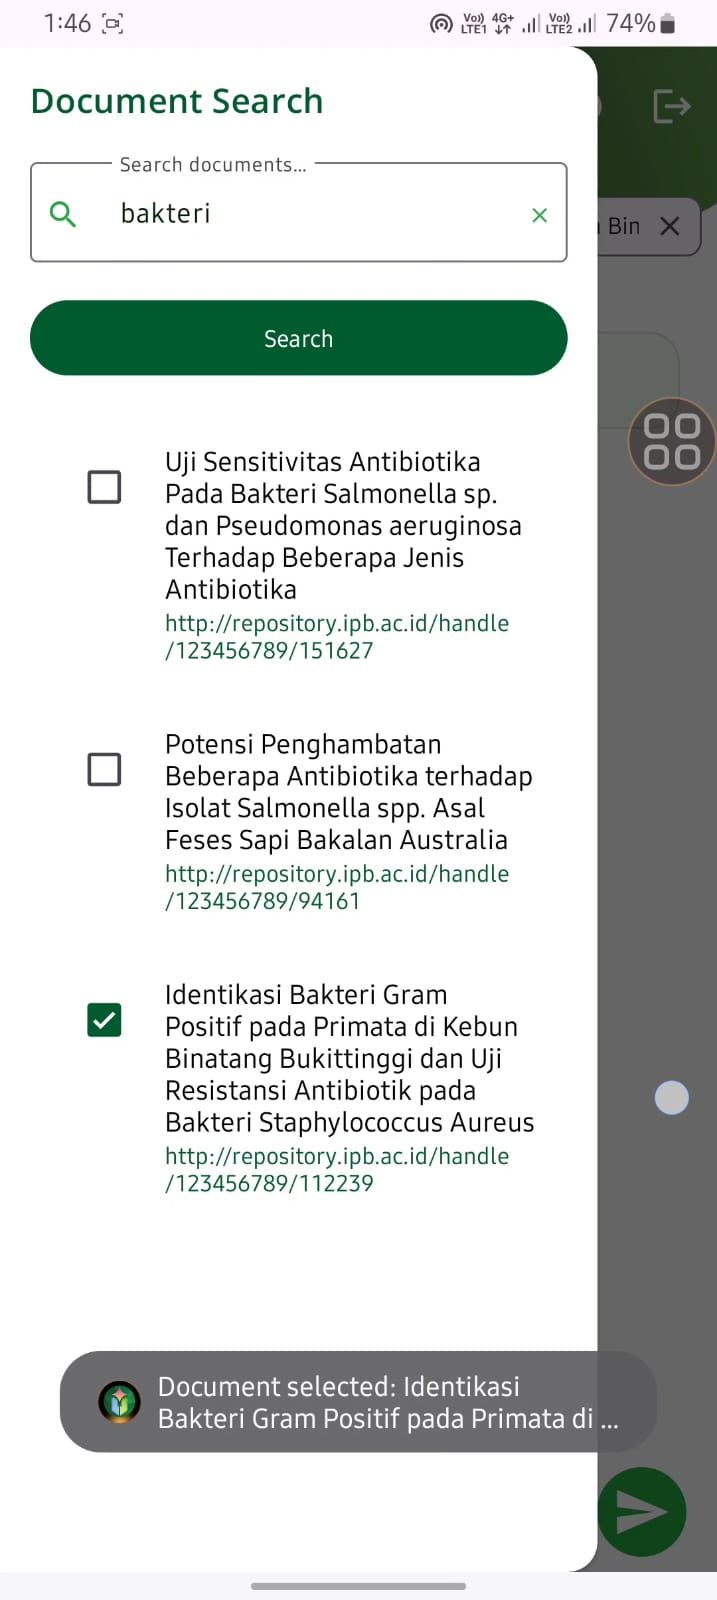 1:46
Vo)) LTE1 4G+ Vo)) LTE2 74%
Document Search
Search documents...
bakteri
Bin
Search
Uji Sensitivitas Antibiotika
Pada Bakteri Salmonella sp.
dan Pseudomonas aeruginosa
Terhadap Beberapa Jenis
Antibiotika
http://repository.ipb.ac.id/handle
/123456789/151627
Potensi Penghambatan
Beberapa Antibiotika terhadap
Isolat Salmonella spp. Asal
Feses Sapi Bakalan Australia
http://repository.ipb.ac.id/handle
/123456789/94161
Identikasi Bakteri Gram
Positif pada Primata di Kebun
Binatang Bukittinggi dan Uji
Resistansi Antibiotik pada
Bakteri Staphylococcus Aureus
http://repository.ipb.ac.id/handle
/123456789/112239
Document selected: Identikasi
Bakteri Gram Positif pada Primata di ...